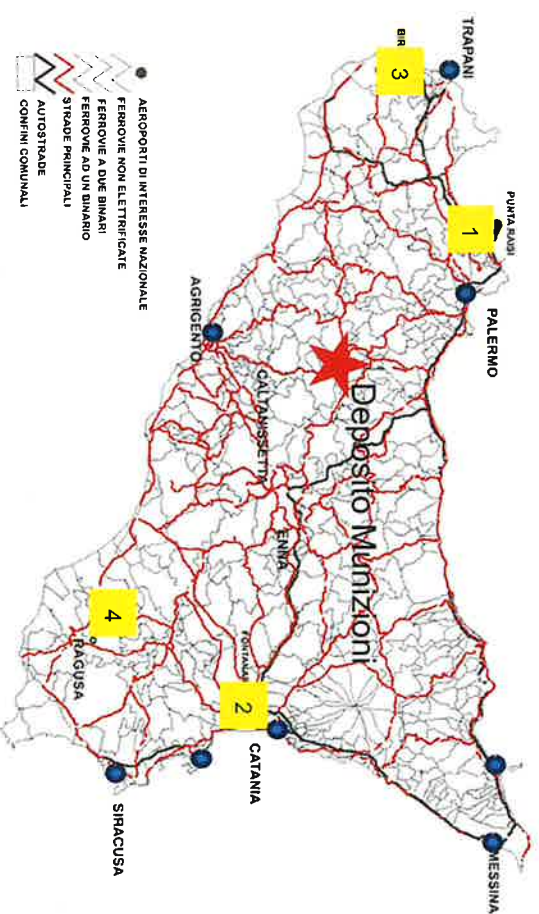 TRAPANI
BIR
3
PUNTA RAISI
1
PALERMO
AGRIGENTO
CALTANISSETTA
Deposito Munizioni
ENNA
FONTANAR
2
CATANIA
4
RAGUSA
SIRACUSA
MESSINA
AEROPORTI DI INTERESSE NAZIONALE
FERROVIE NON ELETTRIFICATE
FERROVIE A DUE BINARI
FERROVIE AD UN BINARIO
STRADE PRINCIPALI
AUTOSTRADE
CONFINI COMUNALI